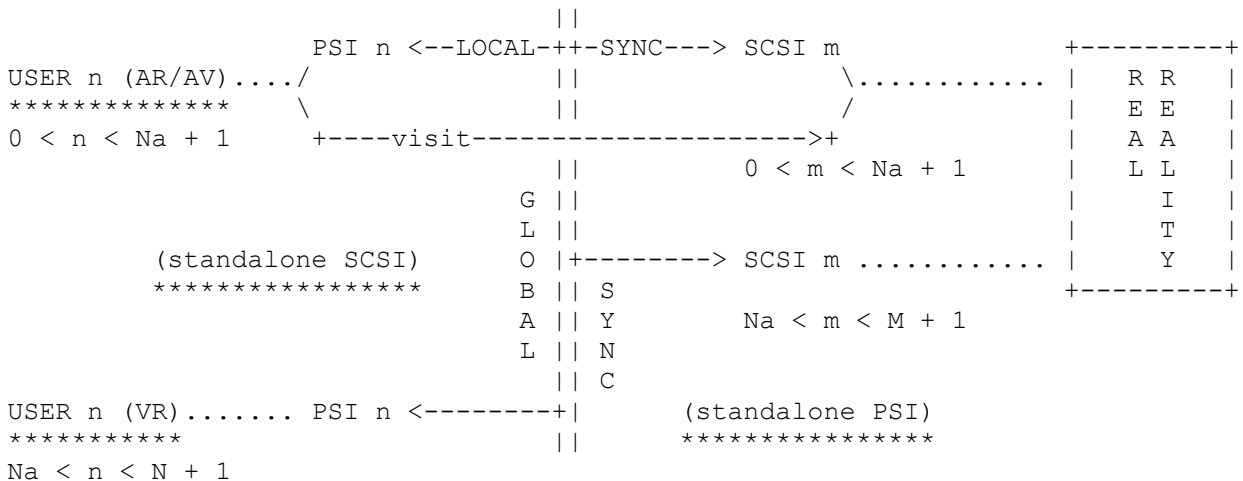 ||
PSI n <--LOCAL-++-SYNC---> SCSI m                +---------+
USER n (AR/AV)..../                ||                \............ |   R R   |
**************    \                ||                /             |   E E   |
0 < n < Na + 1     +----visit-------------------->+              |   A A   |
||          0 < m < Na + 1       |   L L   |
G ||                               |     I   |
L ||                               |     T   |
(standalone SCSI)      O |+--------> SCSI m ............ |     Y   |
*****************      B || S                            +---------+
A || Y        Na < m < M + 1
L || N
|| C
USER n (VR)....... PSI n <--------+|       (standalone PSI)
***********                       ||       ****************
Na < n < N + 1